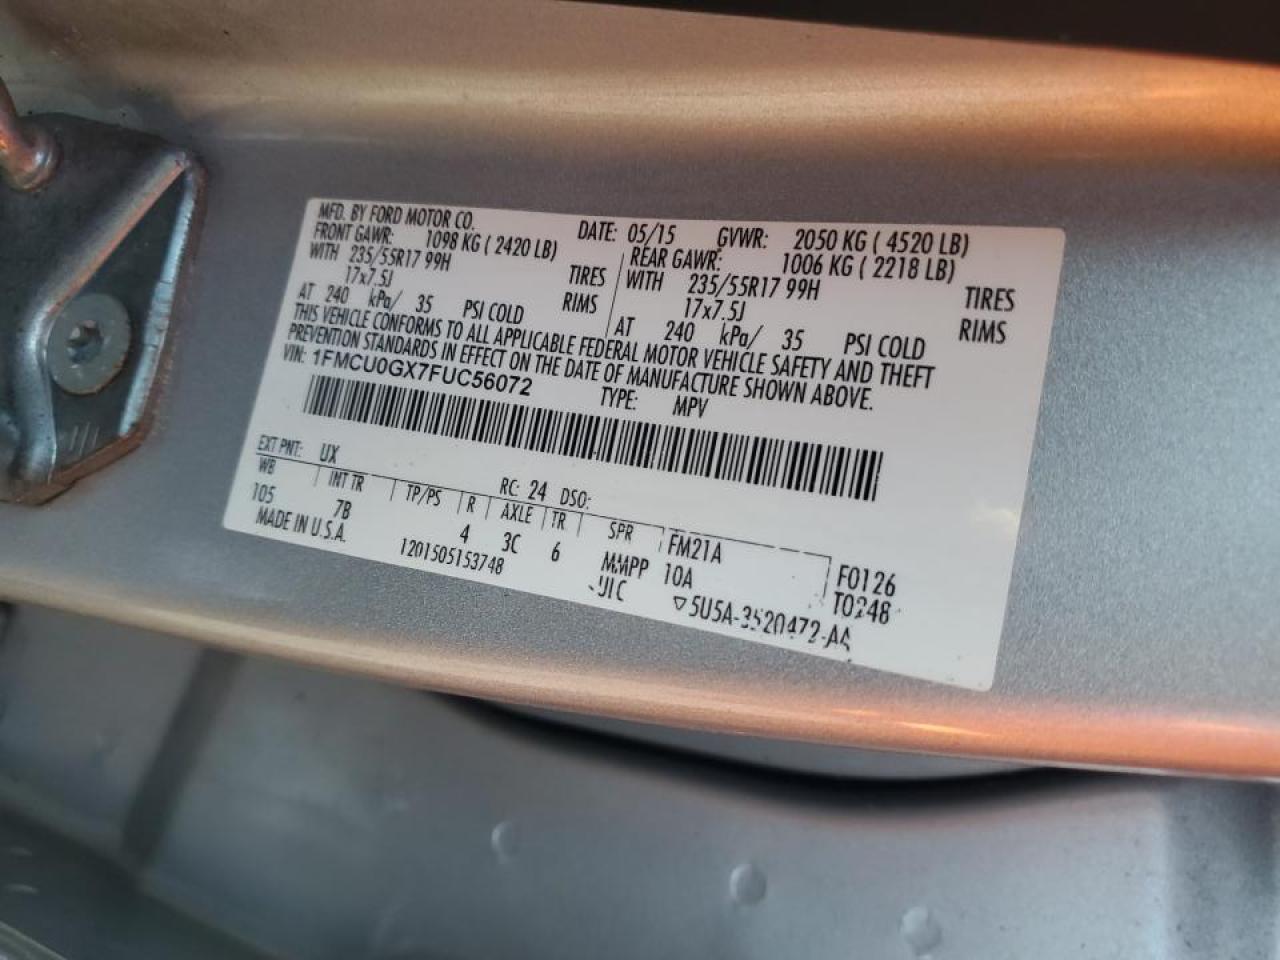 MFD. BY FORD MOTOR CO.
DATE: 05/15 GVWR: 2050 KG ( 4520 LB)
FRONT GAWR: 1098 KG ( 2420 LB)
WITH 235/55R17 99H TIRES
17x7.5J RIMS
AT 240 kPa/ 35 PSI COLD
REAR GAWR: 1006 KG ( 2218 LB)
WITH 235/55R17 99H TIRES
17x7.5J RIMS
AT 240 kPa/ 35 PSI COLD
THIS VEHICLE CONFORMS TO ALL APPLICABLE FEDERAL MOTOR VEHICLE SAFETY AND THEFT
PREVENTION STANDARDS IN EFFECT ON THE DATE OF MANUFACTURE SHOWN ABOVE.
VIN: 1FMCU0GX7FUC56072
TYPE: MPV
EXT PNT: UX RC: 24 DSO:
WB INT TR TP/PS R AXLE TR SPR FM21A F0126
105 7B 4 3C 6 MMPP 10A T0248
MADE IN U.S.A. 1201505153748 UIC ▽5U5A-3520472-AA